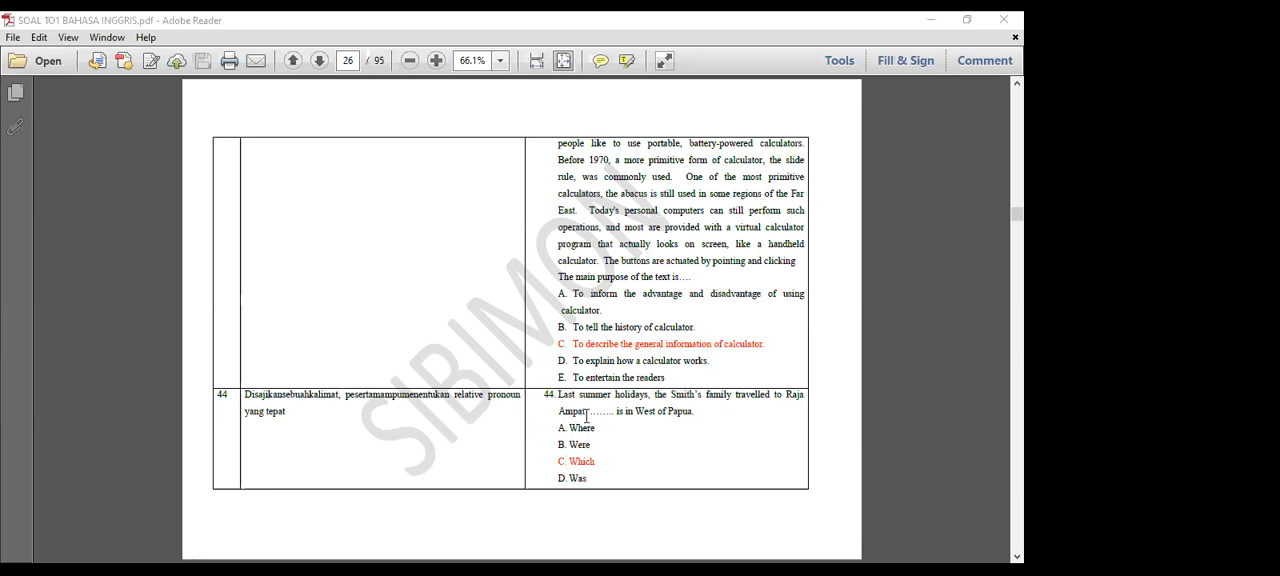 SOAL TO1 BAHASA INGGRIS.pdf - Adobe Reader
File Edit View Window Help
Open 26 / 95 66.1% Tools Fill & Sign Comment
people like to use portable, battery-powered calculators.
Before 1970, a more primitive form of calculator, the slide
rule, was commonly used. One of the most primitive
calculators, the abacus is still used in some regions of the Far
East. Today's personal computers can still perform such
operations, and most are provided with a virtual calculator
program that actually looks on screen, like a handheld
calculator. The buttons are actuated by pointing and clicking
The main purpose of the text is….
A. To inform the advantage and disadvantage of using
calculator.
B. To tell the history of calculator.
C. To describe the general information of calculator.
D. To explain how a calculator works.
E. To entertain the readers
44 Disajikansebuahkalimat, pesertamampumenentukan relative pronoun
yang tepat
44. Last summer holidays, the Smith's family travelled to Raja
Ampat …….. is in West of Papua.
A. Where
B. Were
C. Which
D. Was
SIBIMON